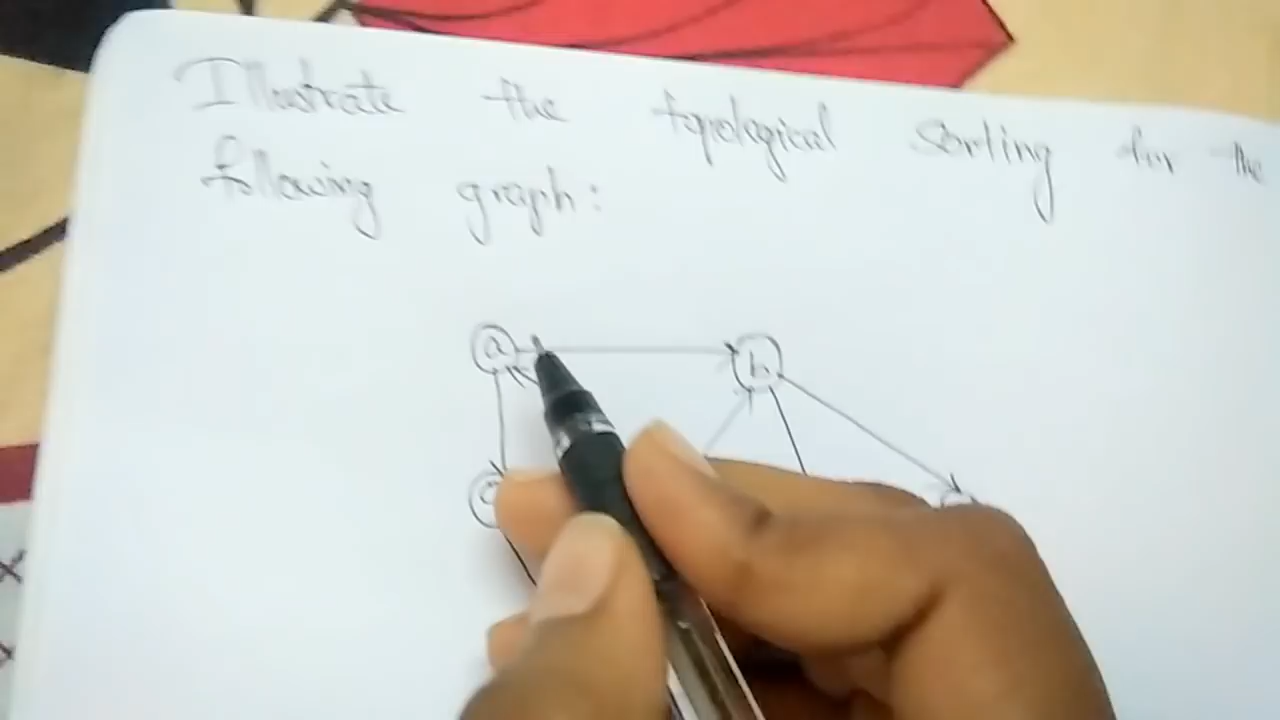 Illustrate the topological Sorting for the
following graph:
a
b